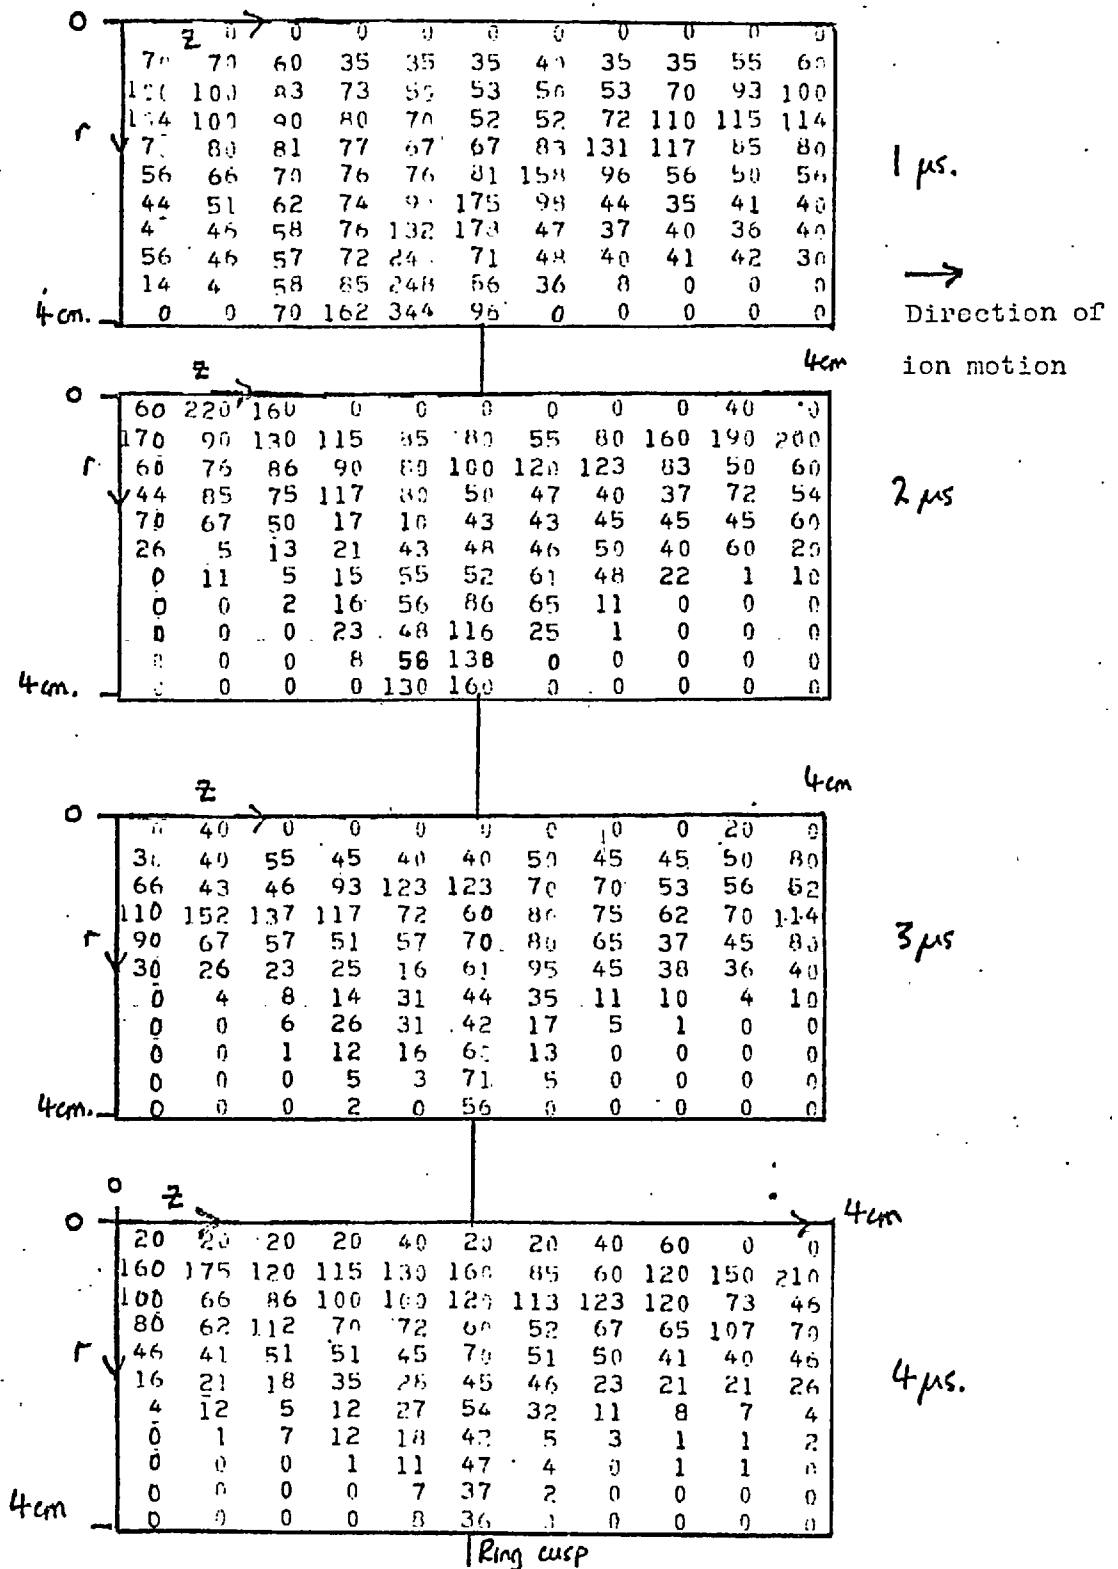 0 z 0 0 0 0 0 0 0 0 0
70 70 60 35 35 35 40 35 35 55 60
100 83 73 53 50 53 70 93 100
r 100 90 80 70 52 52 72 110 115 114
80 81 77 67 67 83 131 117 85 80
1 μs.
56 66 70 76 76 81 158 96 56 50 56
44 51 62 74 175 98 44 35 41 40
46 58 76 132 178 47 37 40 36 40
56 46 57 72 71 48 40 41 42 30
14 4 58 85 248 66 36 8 0 0 0
4 cm. 0 0 70 162 344 96 0 0 0 0 0
Direction of
ion motion
z 4cm
0 60 220 160 0 0 0 0 0 0 40 0
170 90 130 115 85 80 55 80 160 190 200
r 60 76 86 90 80 100 120 123 83 50 60
44 85 75 117 80 50 47 40 37 72 54
2 μs
70 67 50 17 10 43 43 45 45 45 60
26 5 13 21 43 48 46 50 40 60 20
0 11 5 15 55 52 61 48 22 1 10
0 0 2 16 56 86 65 11 0 0 0
0 0 0 23 48 116 25 1 0 0 0
0 0 0 8 56 138 0 0 0 0 0
4 cm. 0 0 0 0 130 160 0 0 0 0 0
z 4cm
0 0 40 0 0 0 0 0 0 0 20 0
40 55 45 40 40 50 45 45 50 80
66 43 46 93 123 123 70 70 53 56 62
110 152 137 117 72 60 86 75 62 70 114
r 90 67 57 51 57 70 80 65 37 45 80
3 μs
30 26 23 25 16 61 95 45 38 36 40
0 4 8 14 31 44 35 11 10 4 10
0 0 6 26 31 42 17 5 1 0 0
0 0 1 12 16 13 0 0 0 0
0 0 0 5 3 71 5 0 0 0 0
4cm. 0 0 0 2 0 56 0 0 0 0 0
0 z 4cm
0 20 20 20 20 40 20 20 40 60 0 0
160 175 120 115 130 160 85 60 120 150 210
100 66 86 100 100 120 113 123 120 73 46
80 62 112 70 72 60 52 67 65 107 70
r 46 41 51 51 45 70 51 50 41 40 46
4 μs.
16 21 18 35 26 45 46 23 21 21 26
4 12 5 12 27 54 32 11 8 7 4
0 1 7 12 18 42 5 3 1 1 2
0 0 0 1 11 47 4 0 1 1 0
0 0 0 0 7 37 2 0 0 0 0
4cm 0 0 0 0 8 36 0 0 0 0
Ring cusp